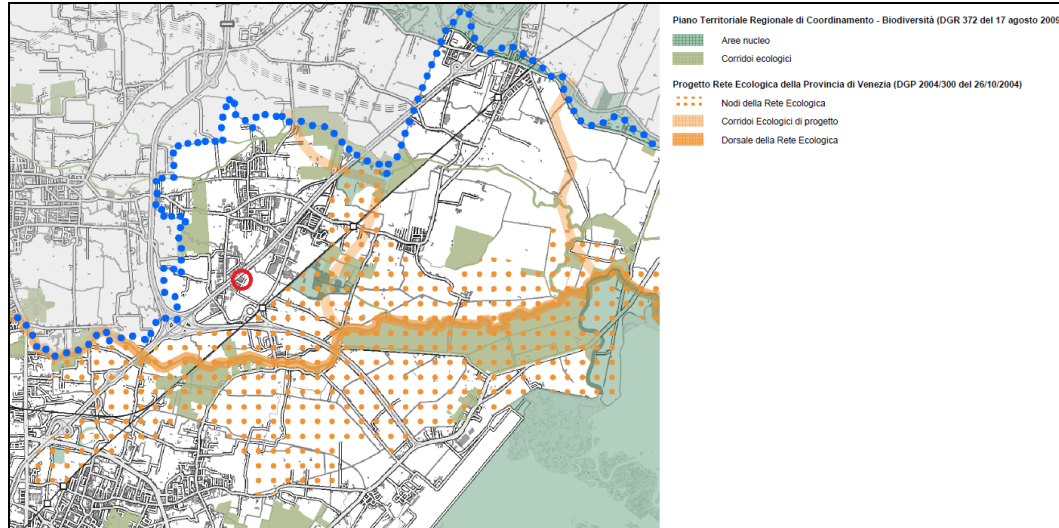 Piano Territoriale Regionale di Coordinamento - Biodiversità (DGR 372 del 17 agosto 2009
Aree nucleo
Corridoi ecologici
Progetto Rete Ecologica della Provincia di Venezia (DGP 2004/300 del 26/10/2004)
Nodi della Rete Ecologica
Corridoi Ecologici di progetto
Dorsale della Rete Ecologica